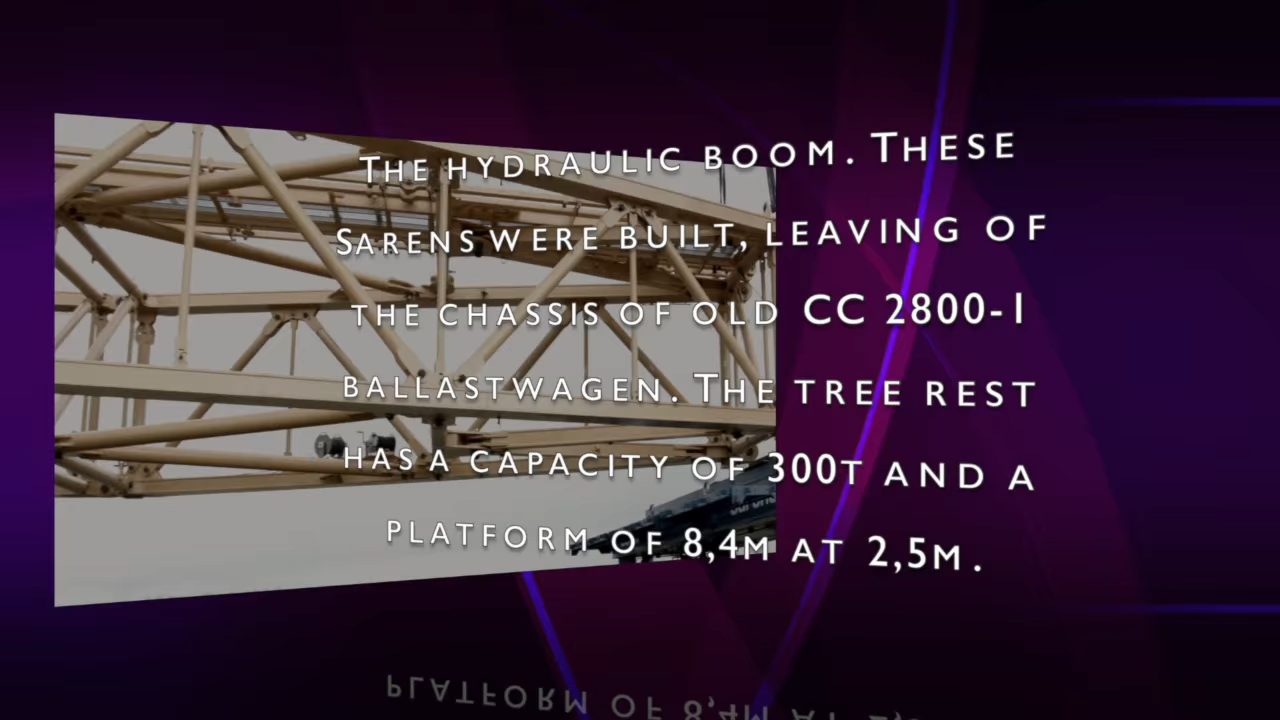 The hydraulic boom. These
Sarens were built, leaving of
the chassis of old CC 2800-1
ballastwagen. The tree rest
has a capacity of 300t and a
platform of 8,4m at 2,5m.